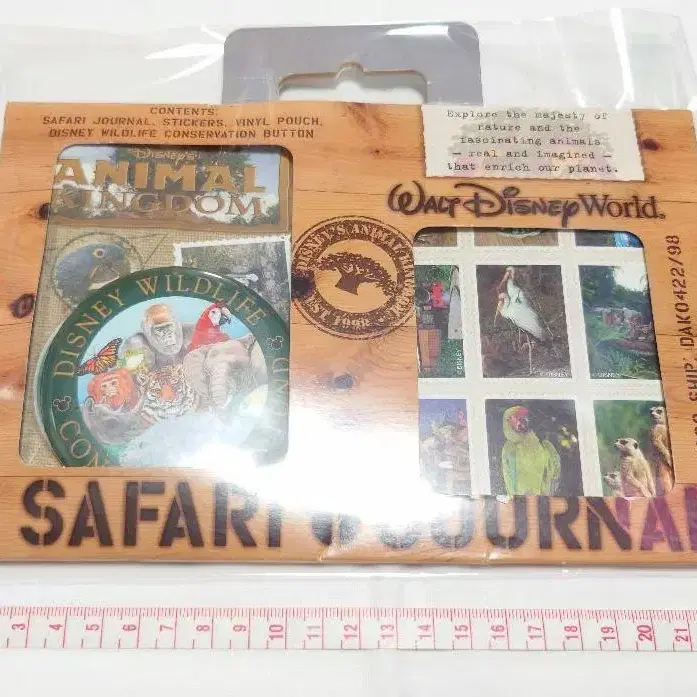 CONTENTS:
SAFARI JOURNAL, STICKERS, VINYL POUCH,
DISNEY WILDLIFE CONSERVATION BUTTON
Explore the majesty of
nature and the
fascinating animals
— real and imagined —
that enrich our planet.
DISNEY'S
ANIMAL
KINGDOM
WALT DISNEY World.
DISNEY'S ANIMAL
EST 1998
DISNEY WILDLIFE
SHIP: DAK0422/98
©DISNEY
©DISNEY
SAFARI JOURNAL
3 4 5 6 7 8 9 10 11 12 13 14 15 16 17 18 19 20 21